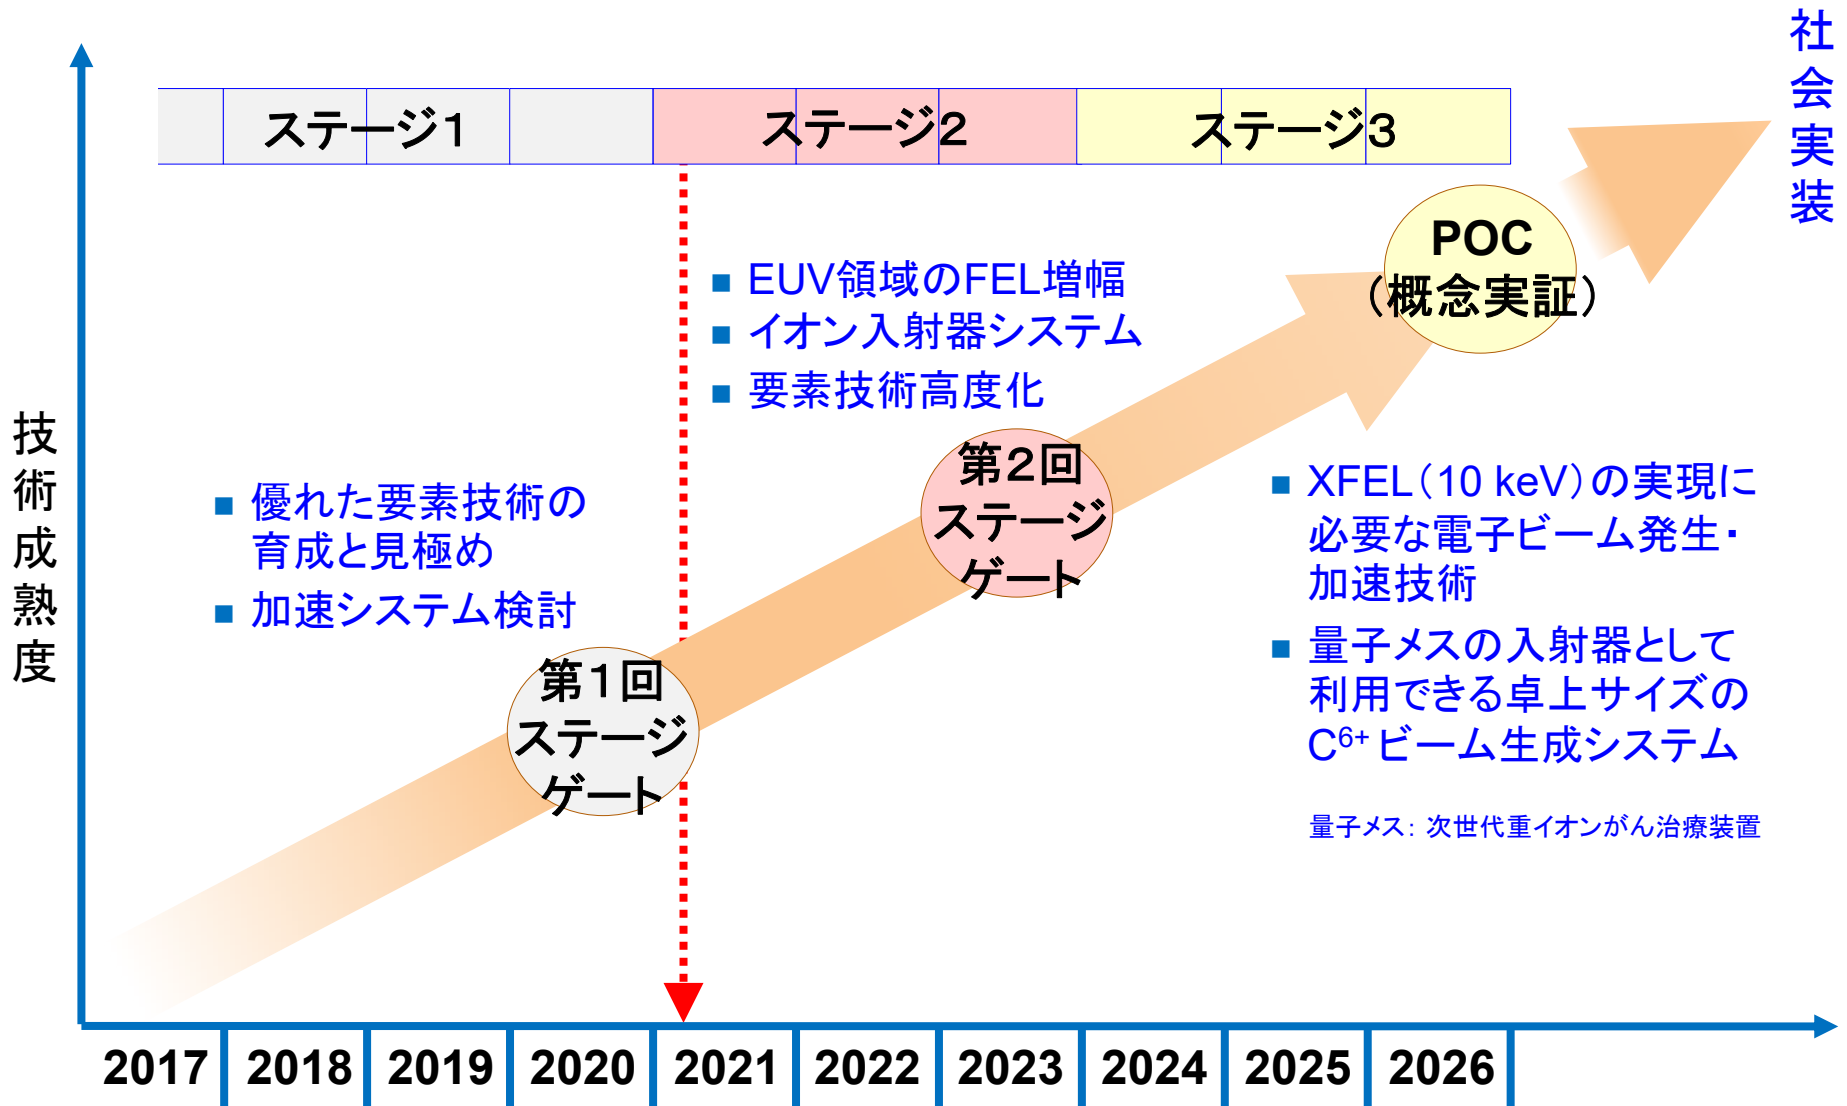 社会実装
ステージ1
ステージ2
ステージ3
POC
（概念実証）
■ EUV領域のFEL増幅
■ イオン入射器システム
■ 要素技術高度化
技術成熟度
第2回
ステージ
ゲート
■ 優れた要素技術の
育成と見極め
■ 加速システム検討
■ XFEL（10 keV）の実現に
必要な電子ビーム発生・
加速技術
■ 量子メスの入射器として
利用できる卓上サイズの
C⁶⁺ ビーム生成システム
第1回
ステージ
ゲート
量子メス： 次世代重イオンがん治療装置
2017 2018 2019 2020 2021 2022 2023 2024 2025 2026